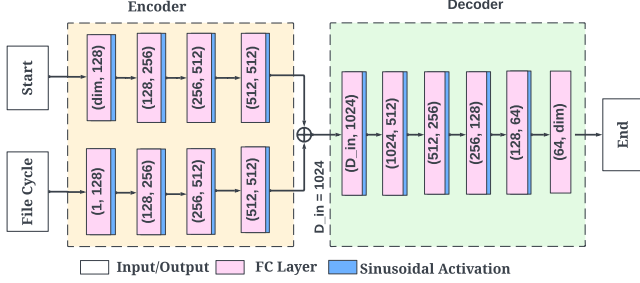 Encoder
Decoder
Start
(dim, 128)
(128, 256)
(256, 512)
(512, 512)
File Cycle
(1, 128)
(128, 256)
(256, 512)
(512, 512)
D_in = 1024
(D_in, 1024)
(1024, 512)
(512, 256)
(256, 128)
(128, 64)
(64, dim)
End
Input/Output
FC Layer
Sinusoidal Activation